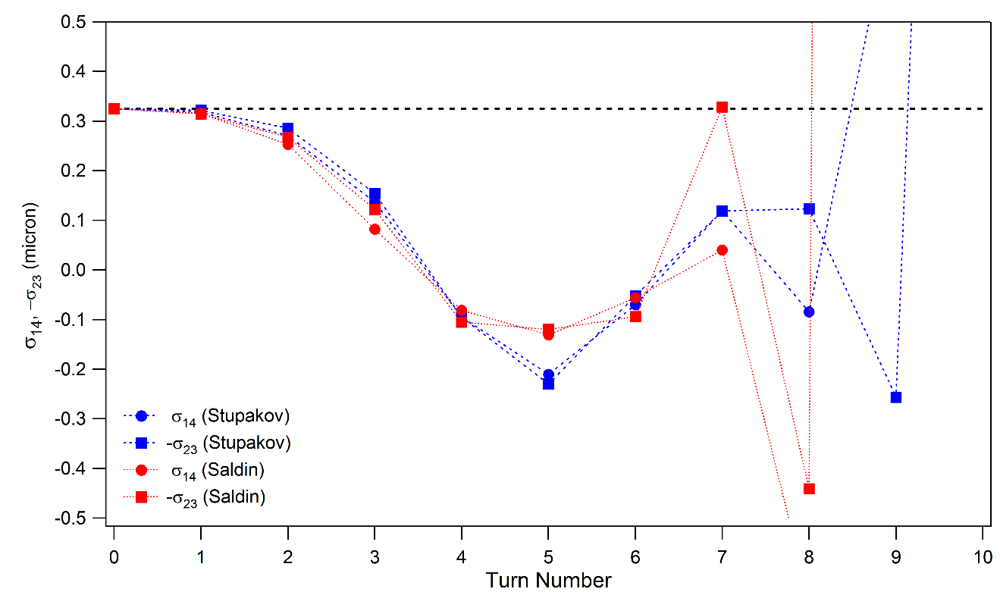 0.5
0.4
0.3
0.2
0.1
0.0
-0.1
-0.2
-0.3
-0.4
-0.5
σ14, –σ23 (micron)
σ14 (Stupakov)
-σ23 (Stupakov)
σ14 (Saldin)
-σ23 (Saldin)
0 1 2 3 4 5 6 7 8 9 10
Turn Number